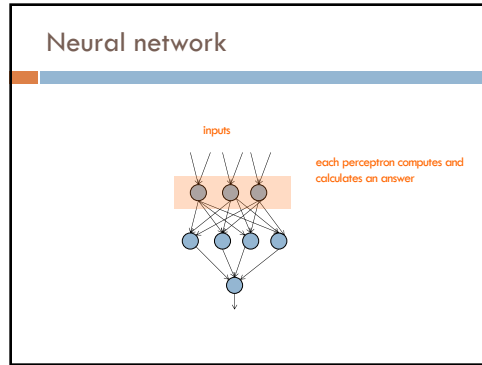 Neural network
inputs
each perceptron computes and
calculates an answer